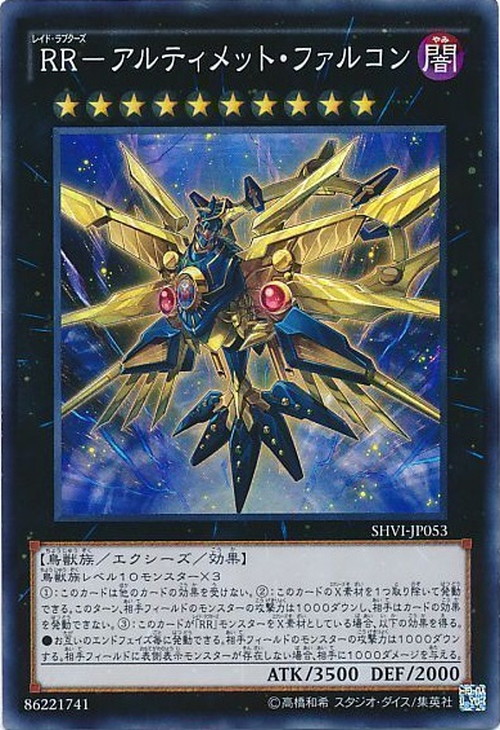 レイド・ラプターズ
RR－アルティメット・ファルコン
やみ
闇
SHVI-JP053
【鳥獣族／エクシーズ／効果】
鳥獣族レベル１０モンスター×３
①：このカードは他のカードの効果を受けない。②：このカードのX素材を１つ取り除いて発動
できる。このターン、相手フィールドのモンスターの攻撃力は１０００ダウンし、相手はカードの効果
を発動できない。③：このカードが「RR」モンスターをX素材としている場合、以下の効果を得る。
●お互いのエンドフェイズ毎に発動できる。相手フィールドのモンスターの攻撃力は１０００ダウン
する。相手フィールドに表側表示モンスターが存在しない場合、相手に１０００ダメージを与える。
ATK/3500 DEF/2000
86221741
©高橋和希 スタジオ・ダイス/集英社